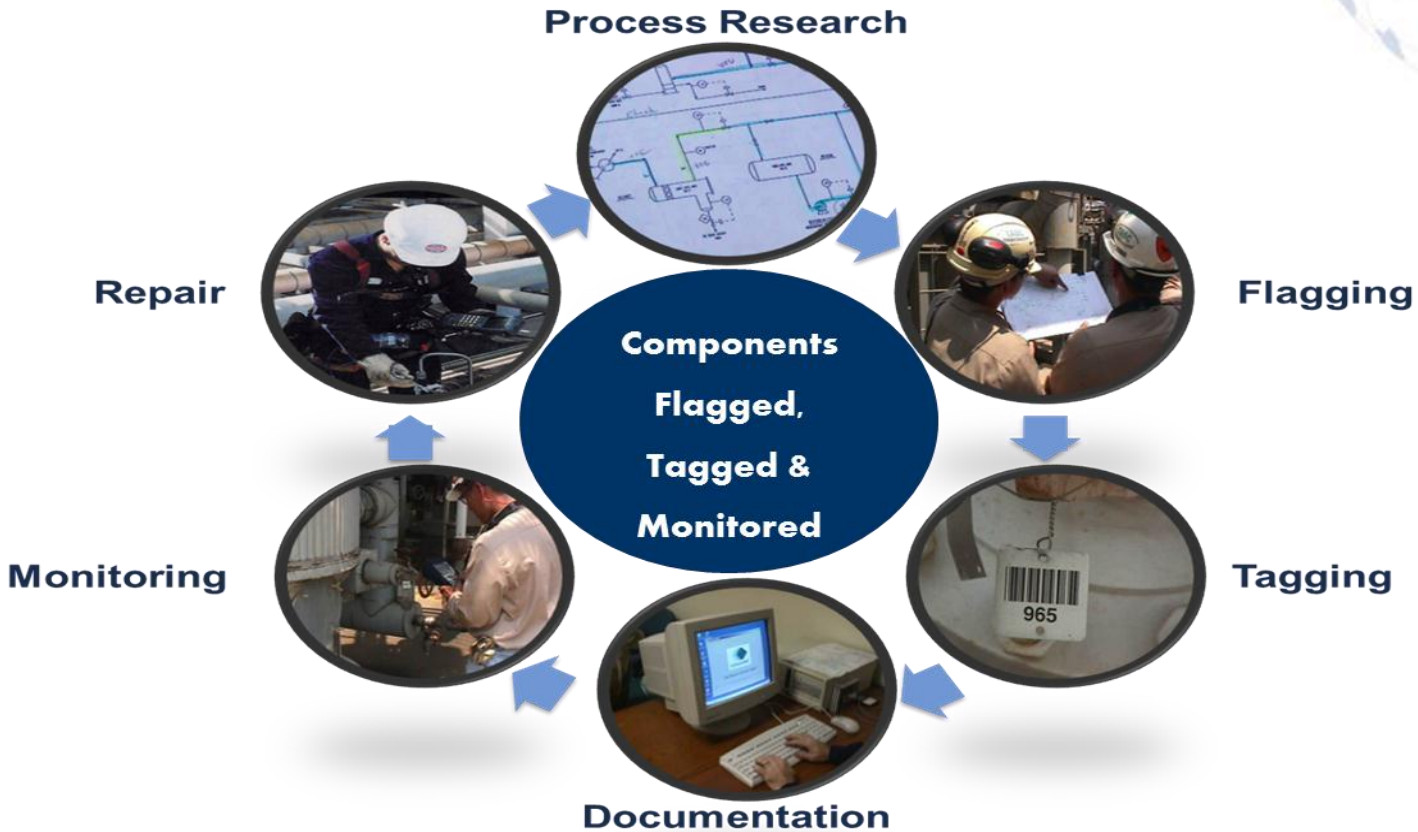 Process Research
Repair
Flagging
Components
Flagged,
Tagged &
Monitored
Monitoring
Tagging
965
Documentation